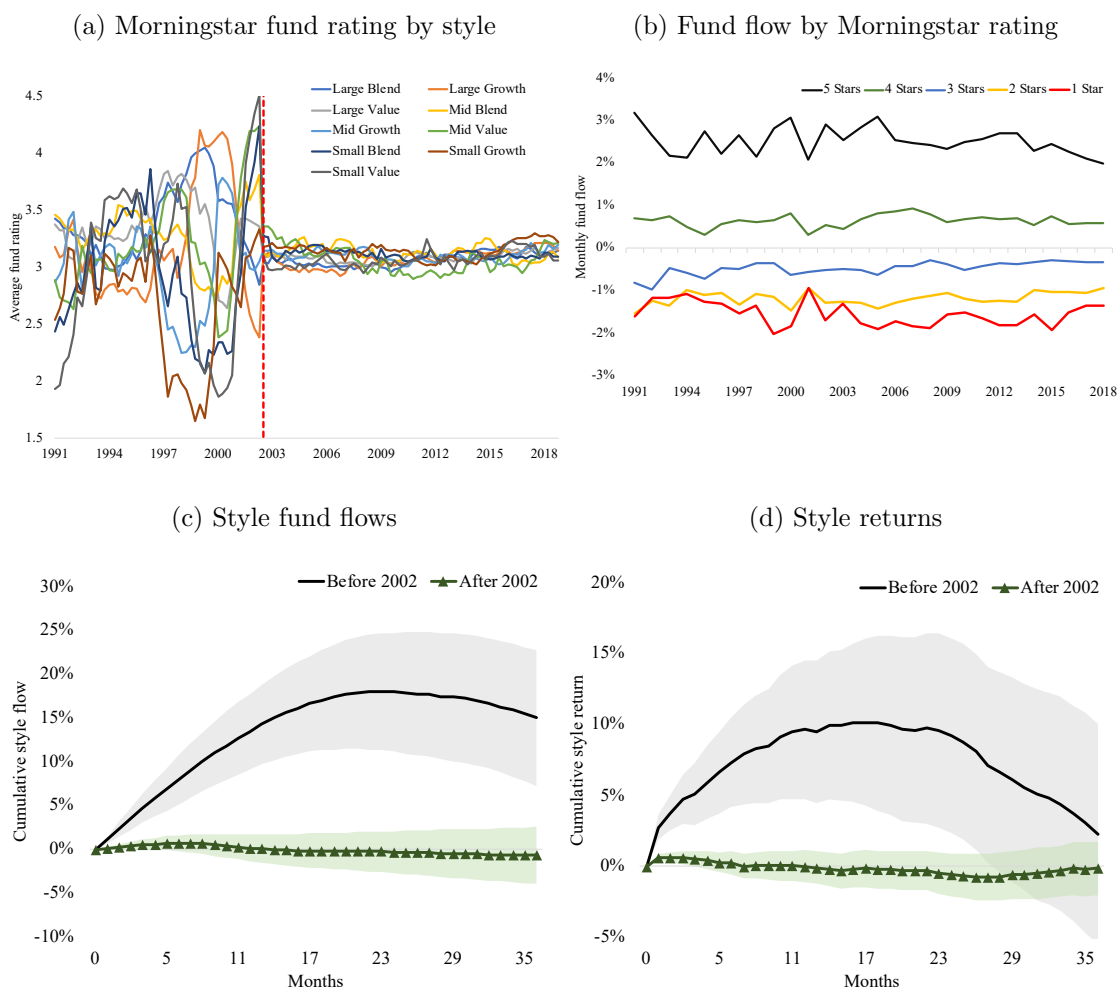 (a) Morningstar fund rating by style
Average fund rating
4.5
4
3.5
3
2.5
2
1.5
Large Blend Large Growth
Large Value Mid Blend
Mid Growth Mid Value
Small Blend Small Growth
Small Value
1991 1994 1997 2000 2003 2006 2009 2012 2015 2018
(b) Fund flow by Morningstar rating
Monthly fund flow
4%
3%
2%
1%
0%
-1%
-2%
-3%
5 Stars 4 Stars 3 Stars 2 Stars 1 Star
1991 1994 1997 2000 2003 2006 2009 2012 2015 2018
(c) Style fund flows
Before 2002 After 2002
Cumulative style flow
30%
25%
20%
15%
10%
5%
0%
-5%
-10%
0 5 11 17 23 29 35
Months
(d) Style returns
Before 2002 After 2002
Cumulative style return
20%
15%
10%
5%
0%
-5%
0 5 11 17 23 29 35
Months